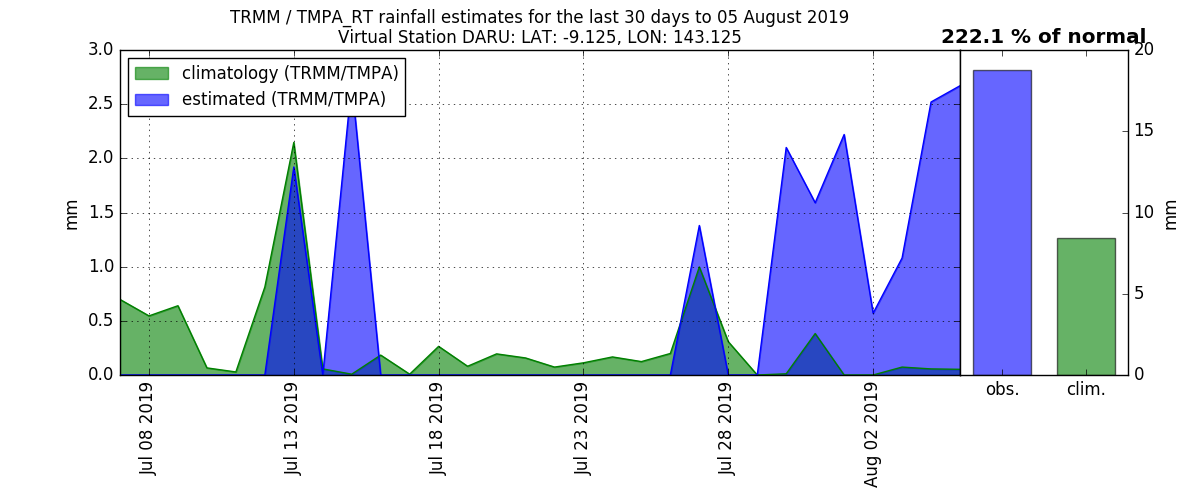 TRMM / TMPA_RT rainfall estimates for the last 30 days to 05 August 2019
Virtual Station DARU: LAT: -9.125, LON: 143.125
222.1 % of normal
climatology (TRMM/TMPA)
estimated (TRMM/TMPA)
3.0
2.5
2.0
1.5
1.0
0.5
0.0
mm
Jul 08 2019
Jul 13 2019
Jul 18 2019
Jul 23 2019
Jul 28 2019
Aug 02 2019
obs.
clim.
20
15
10
5
0
mm